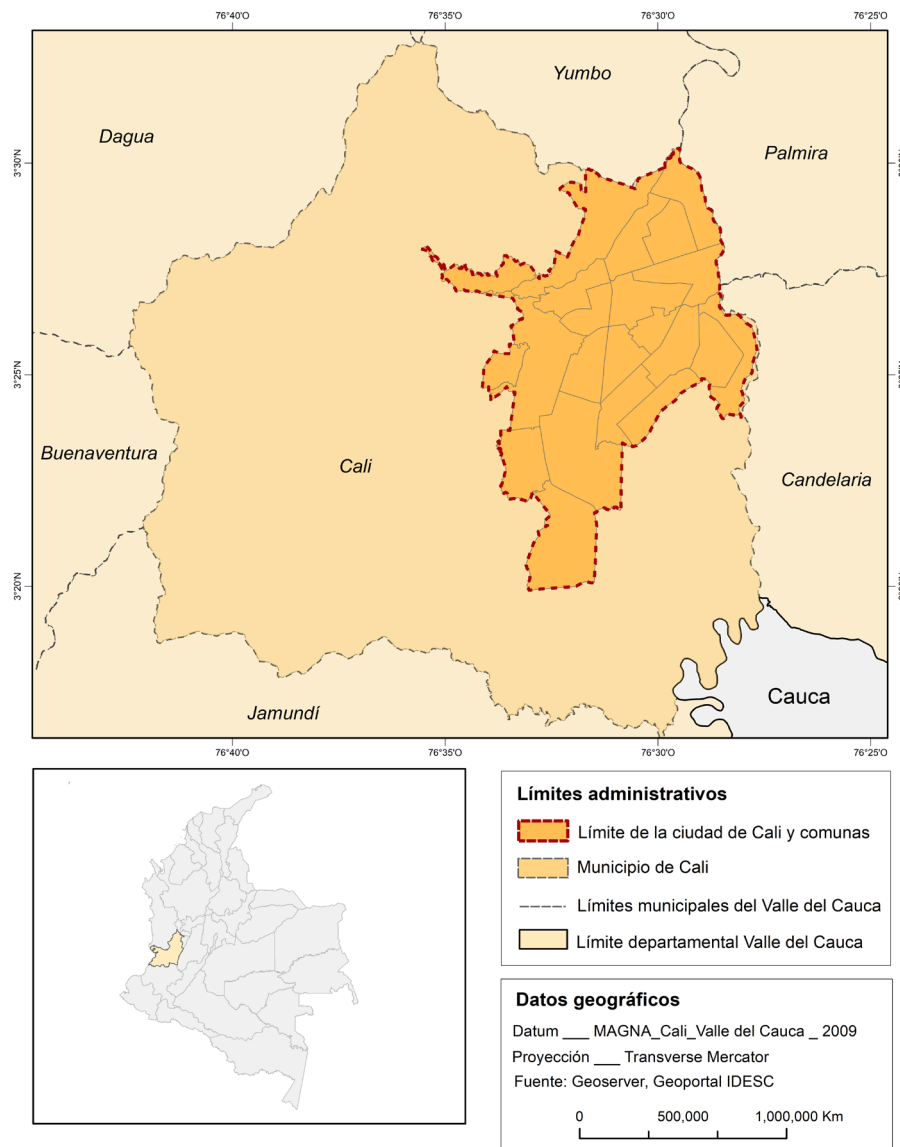 76°40'O 76°35'O 76°30'O 76°25'O
Yumbo
Dagua
Palmira
3°30'N
3°25'N
Buenaventura
Cali
Candelaria
3°20'N
Cauca
Jamundí
76°40'O 76°35'O 76°30'O 76°25'O
Límites administrativos
Límite de la ciudad de Cali y comunas
Municipio de Cali
Límites municipales del Valle del Cauca
Límite departamental Valle del Cauca
Datos geográficos
Datum ___ MAGNA_Cali_Valle del Cauca _ 2009
Proyección ___ Transverse Mercator
Fuente: Geoserver, Geoportal IDESC
0 500,000 1,000,000 Km